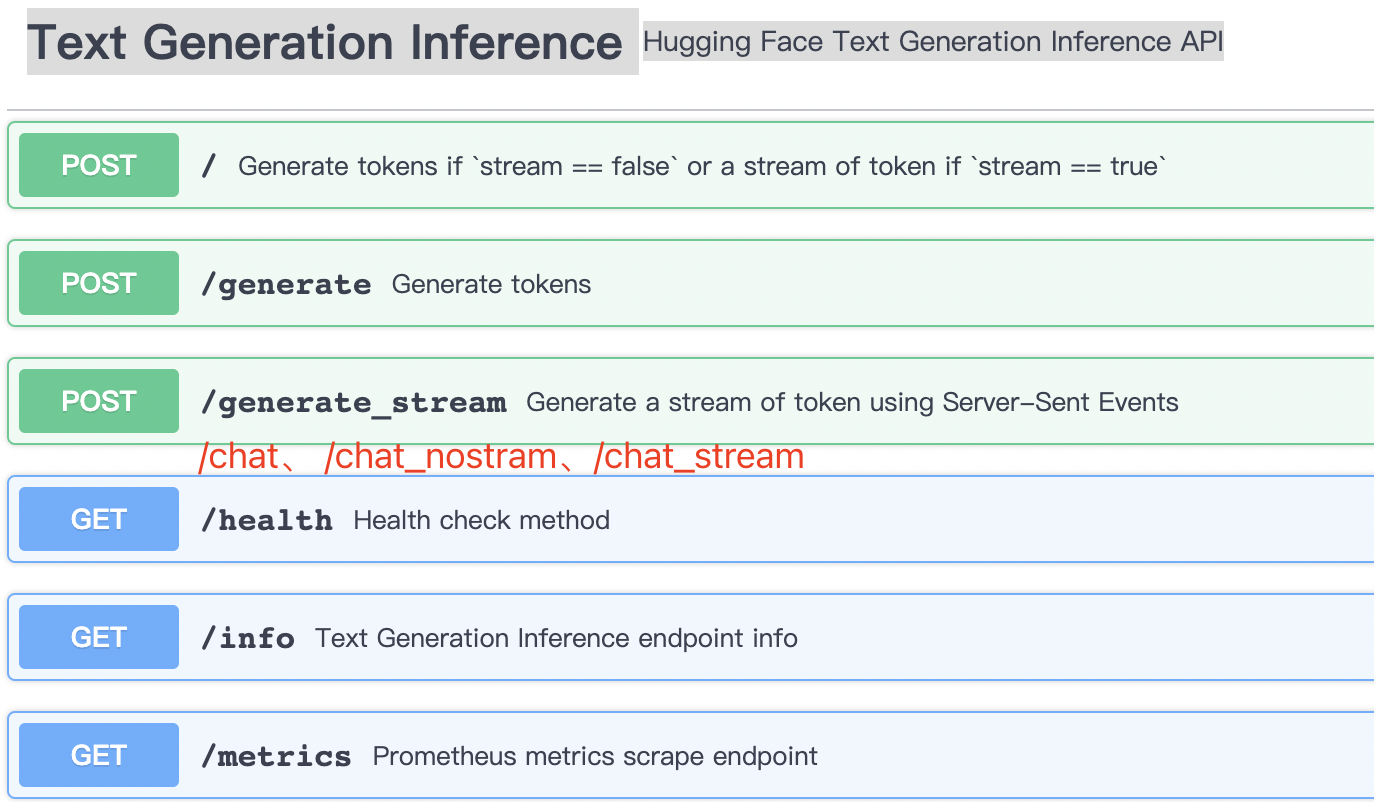 Text Generation Inference Hugging Face Text Generation Inference API
POST / Generate tokens if `stream == false` or a stream of token if `stream == true`
POST /generate Generate tokens
POST /generate_stream Generate a stream of token using Server-Sent Events
/chat、 /chat_nostram、/chat_stream
GET /health Health check method
GET /info Text Generation Inference endpoint info
GET /metrics Prometheus metrics scrape endpoint